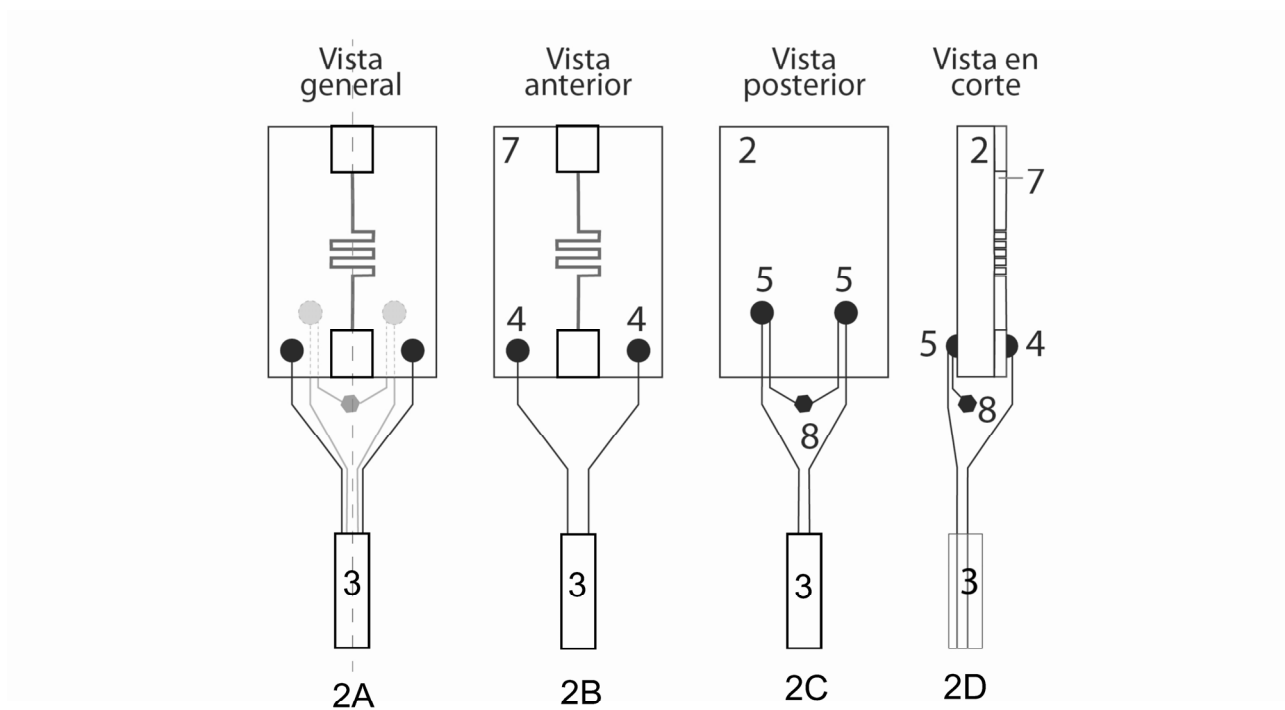 Vista
general
Vista
anterior
Vista
posterior
Vista en
corte
7
2
2
7
5
5
4
4
5
4
8
8
3
3
3
3
2A
2B
2C
2D